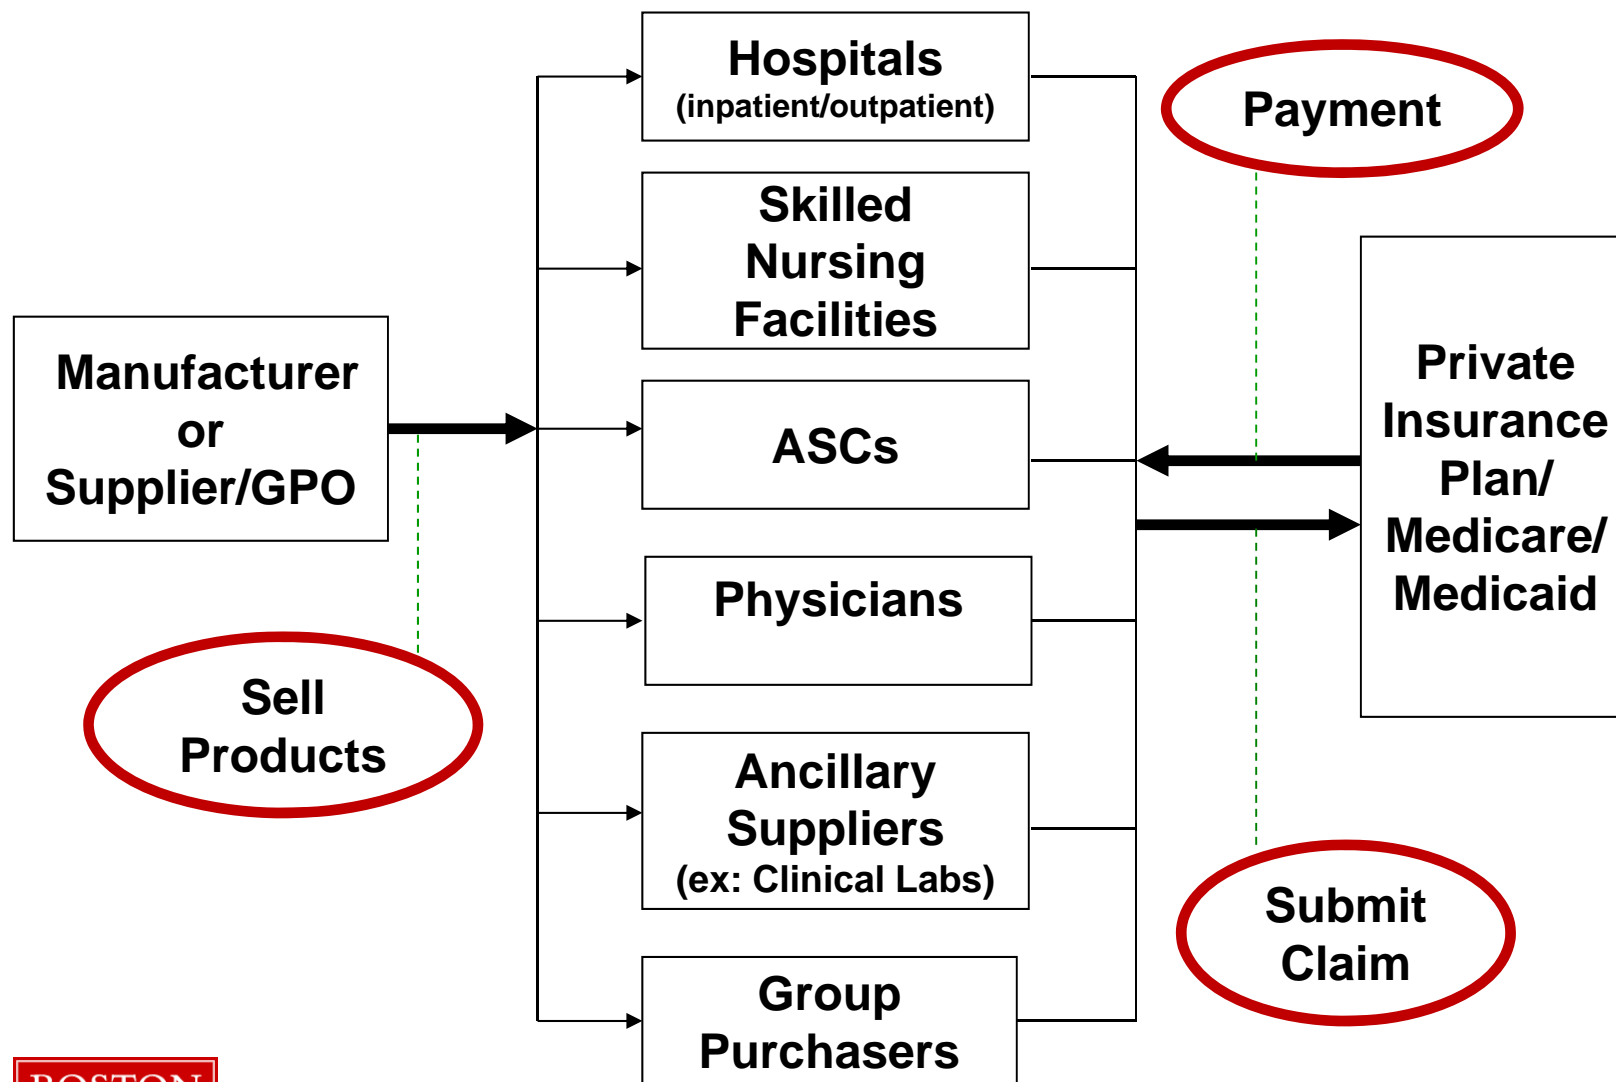 Hospitals
(inpatient/outpatient)
Payment
Skilled
Nursing
Facilities
Manufacturer
or
Supplier/GPO
ASCs
Private
Insurance
Plan/
Medicare/
Medicaid
Physicians
Sell
Products
Ancillary
Suppliers
(ex: Clinical Labs)
Submit
Claim
Group
Purchasers
BOSTON